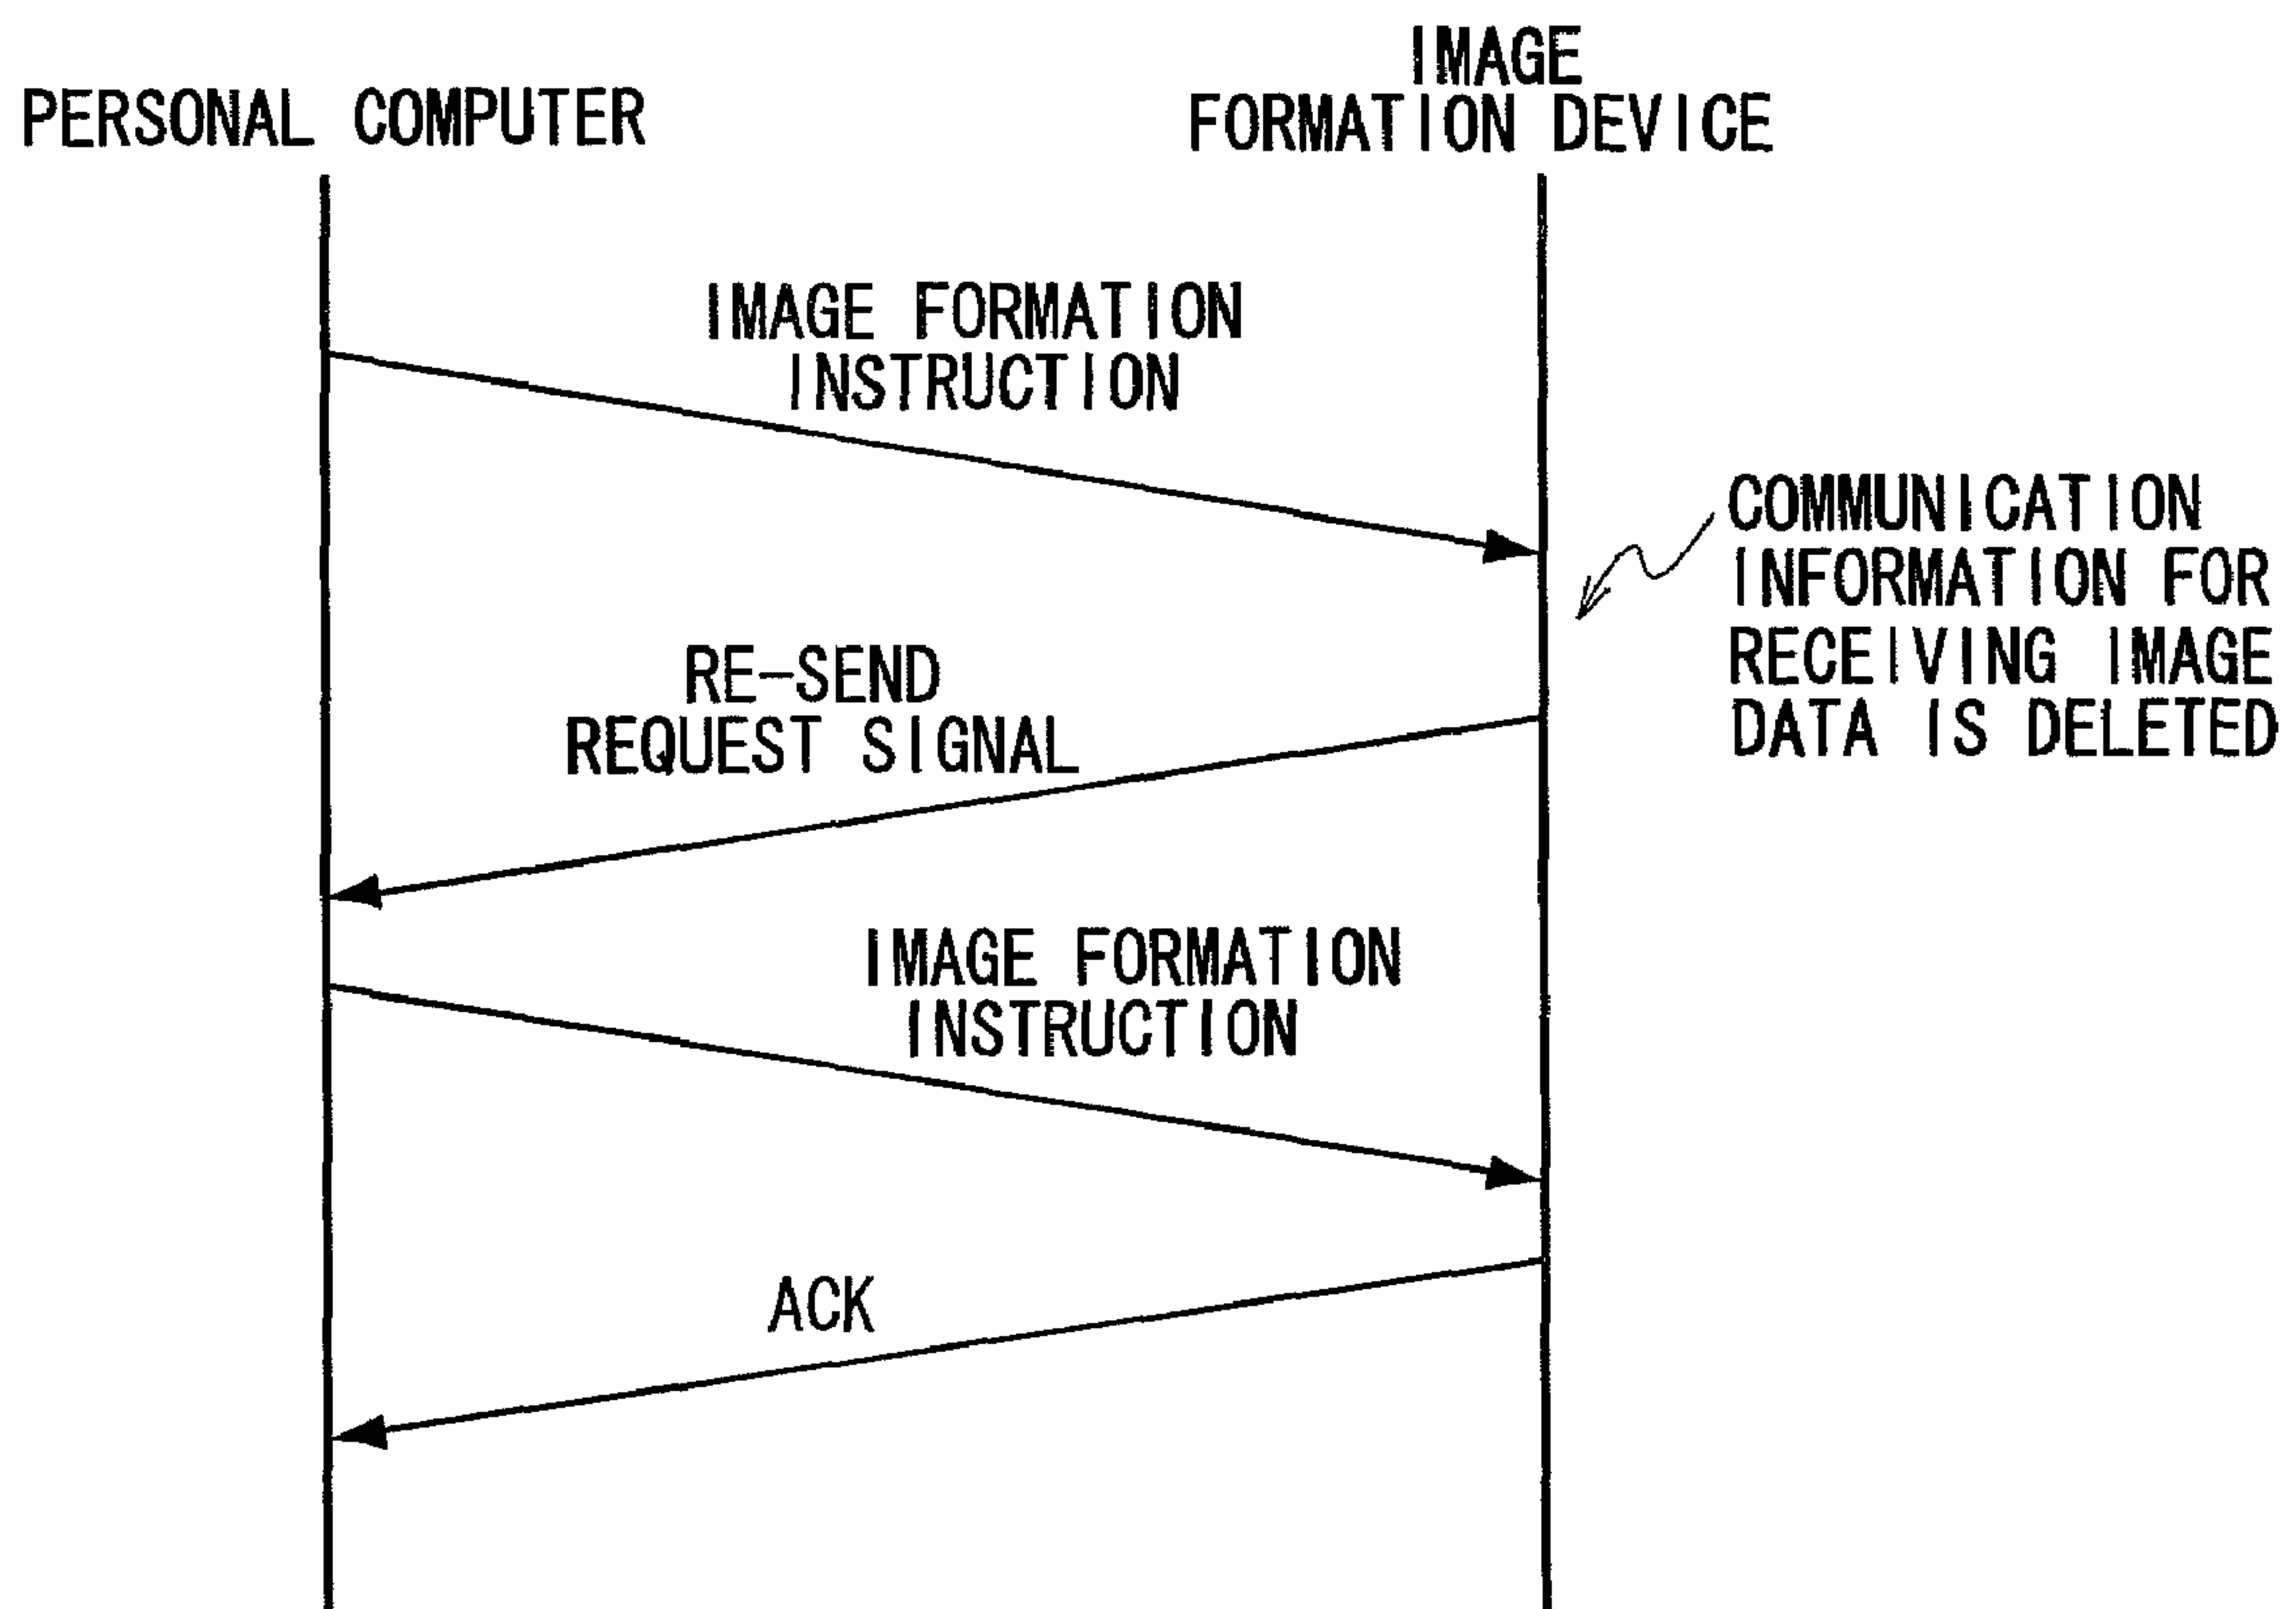 PERSONAL COMPUTER
IMAGE
FORMATION DEVICE
IMAGE FORMATION
INSTRUCTION
COMMUNICATION
INFORMATION FOR
RECEIVING IMAGE
DATA IS DELETED
RE-SEND
REQUEST SIGNAL
IMAGE FORMATION
INSTRUCTION
ACK